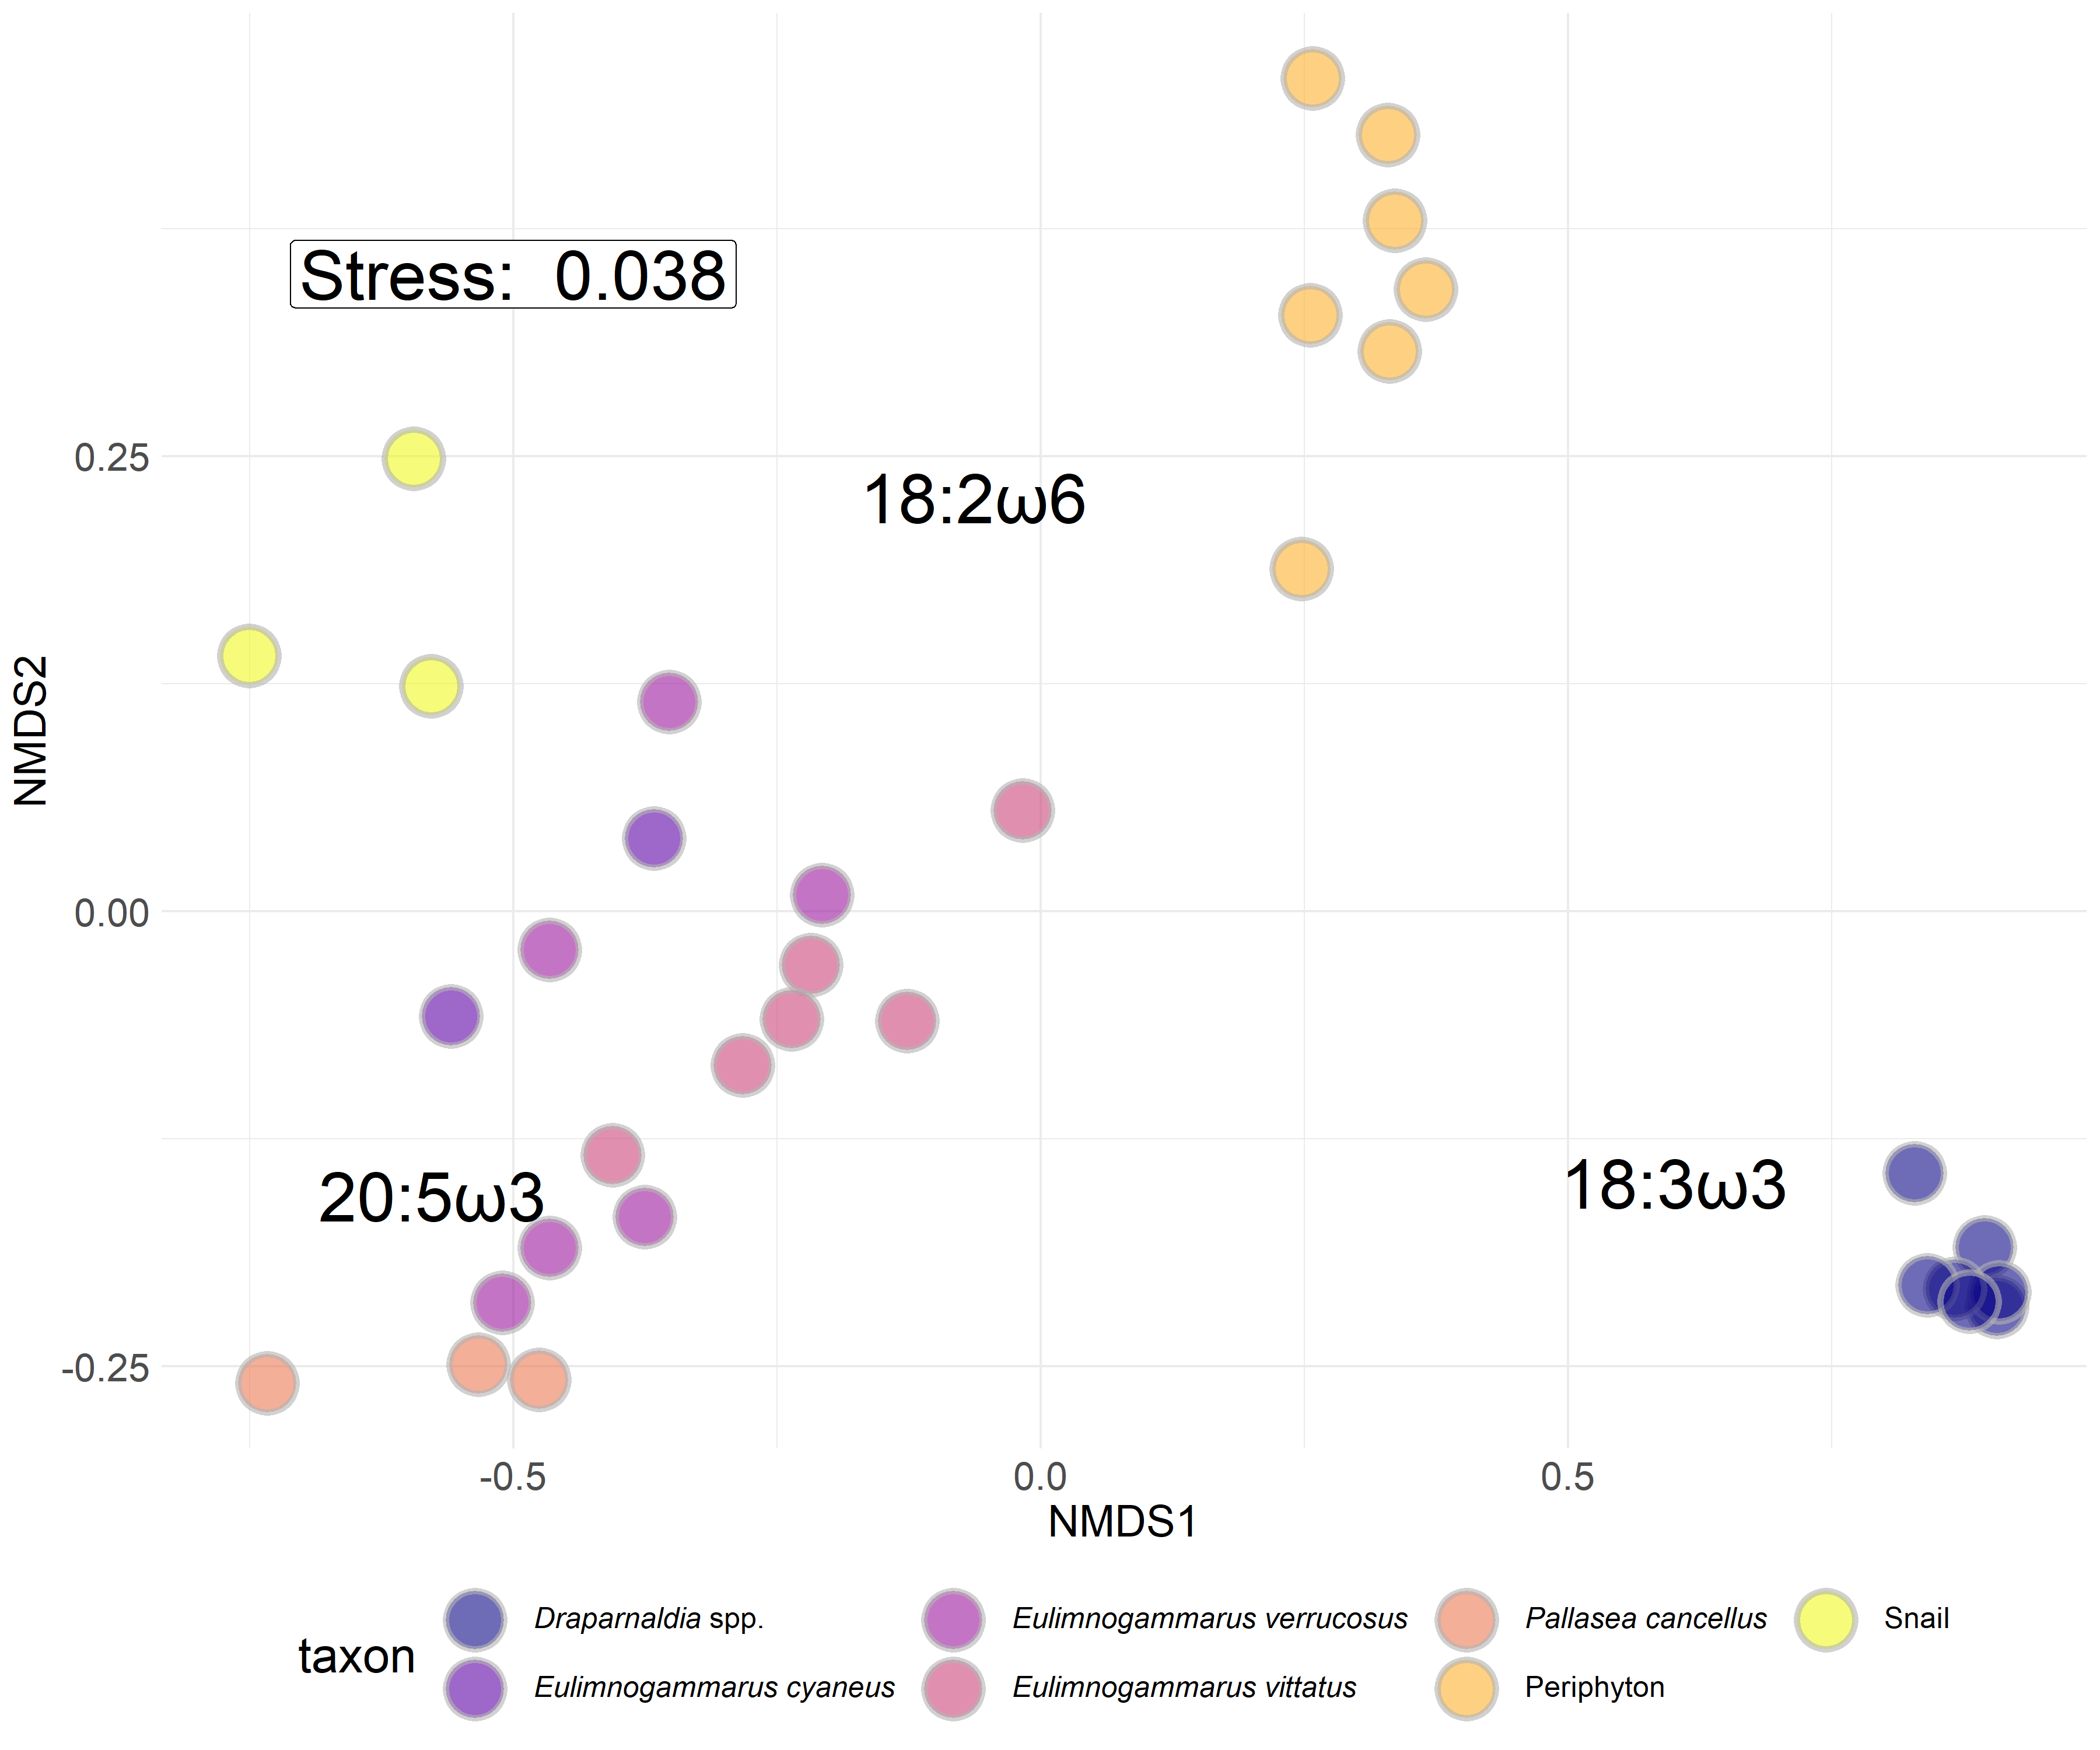 Stress:  0.038
0.25
18:2ω6
NMDS2
0.00
20:5ω3
18:3ω3
-0.25
-0.5
0.0
0.5
NMDS1
taxon
Draparnaldia spp.
Eulimnogammarus verrucosus
Pallasea cancellus
Snail
Eulimnogammarus cyaneus
Eulimnogammarus vittatus
Periphyton